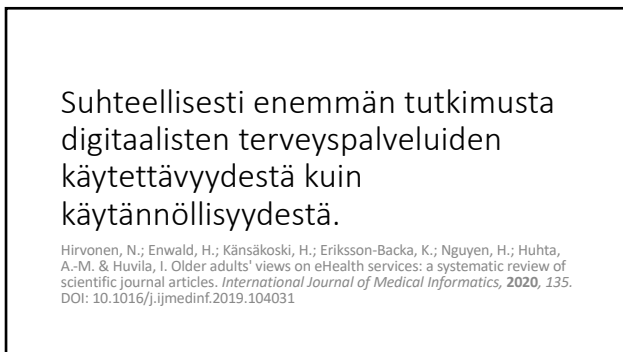 Suhteellisesti enemmän tutkimusta
digitaalisten terveyspalveluiden
käytettävyydestä kuin
käytännöllisyydestä.
Hirvonen, N.; Enwald, H.; Känsäkoski, H.; Eriksson-Backa, K.; Nguyen, H.; Huhta,
A.-M. & Huvila, I. Older adults' views on eHealth services: a systematic review of
scientific journal articles. International Journal of Medical Informatics, 2020, 135.
DOI: 10.1016/j.ijmedinf.2019.104031